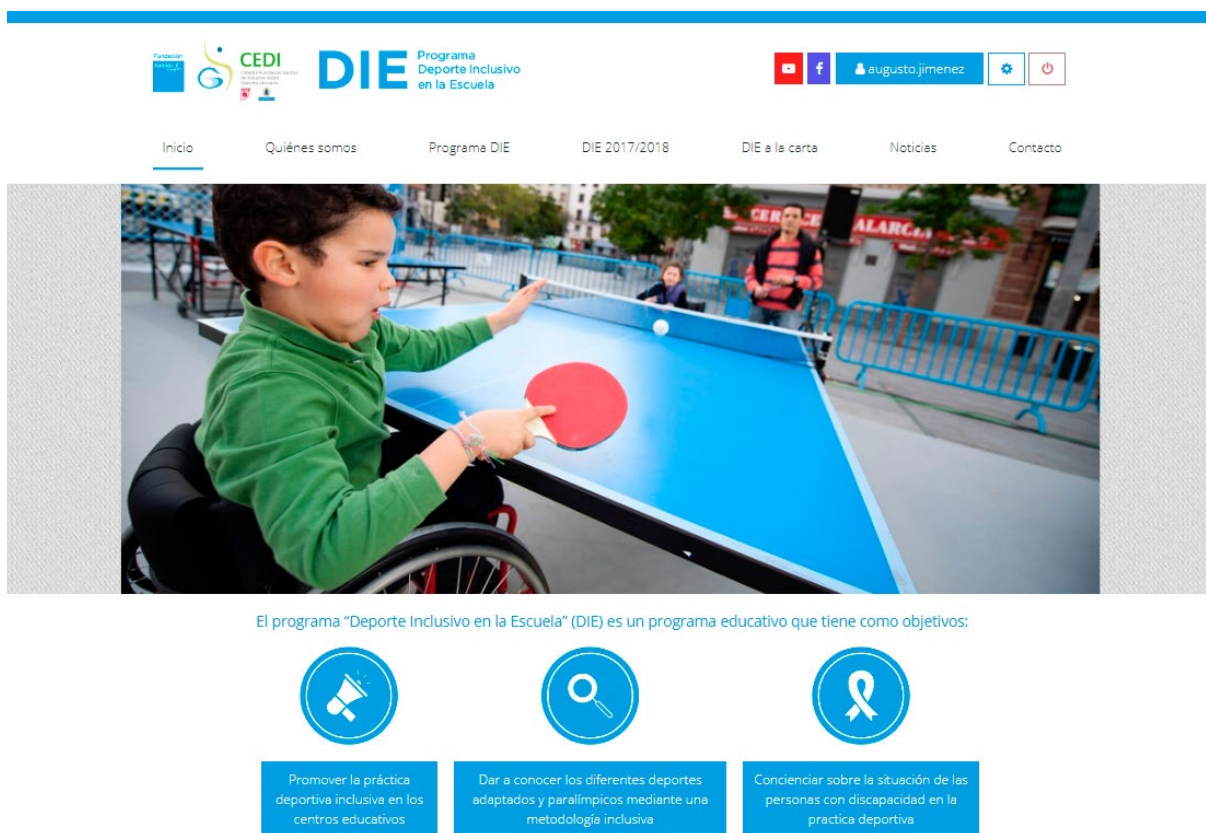 Fundación
Sanitas
CEDI
DIE
Programa
Deporte Inclusivo
en la Escuela
augusto.jimenez
Inicio
Quiénes somos
Programa DIE
DIE 2017/2018
DIE a la carta
Noticias
Contacto
ALARCÓ
El programa “Deporte Inclusivo en la Escuela” (DIE) es un programa educativo que tiene como objetivos:
Promover la práctica
deportiva inclusiva en los
centros educativos
Dar a conocer los diferentes deportes
adaptados y paralímpicos mediante una
metodología inclusiva
Concienciar sobre la situación de las
personas con discapacidad en la
practica deportiva